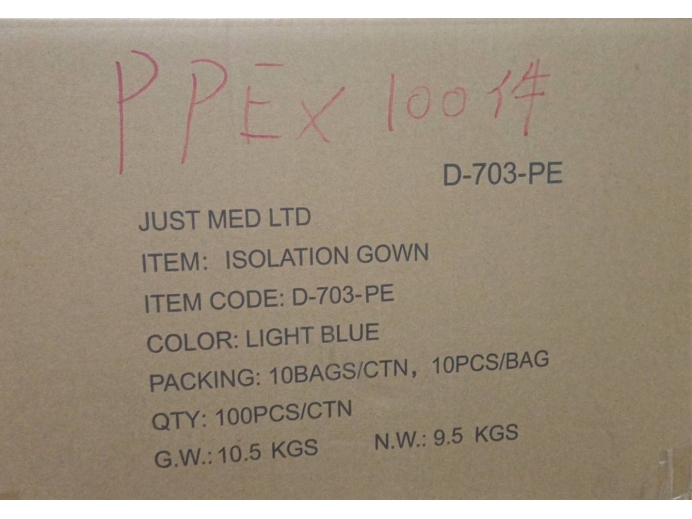 PPE× 100件
D-703-PE
JUST MED LTD
ITEM: ISOLATION GOWN
ITEM CODE: D-703-PE
COLOR: LIGHT BLUE
PACKING: 10BAGS/CTN，10PCS/BAG
QTY: 100PCS/CTN
G.W.: 10.5 KGS N.W.: 9.5 KGS